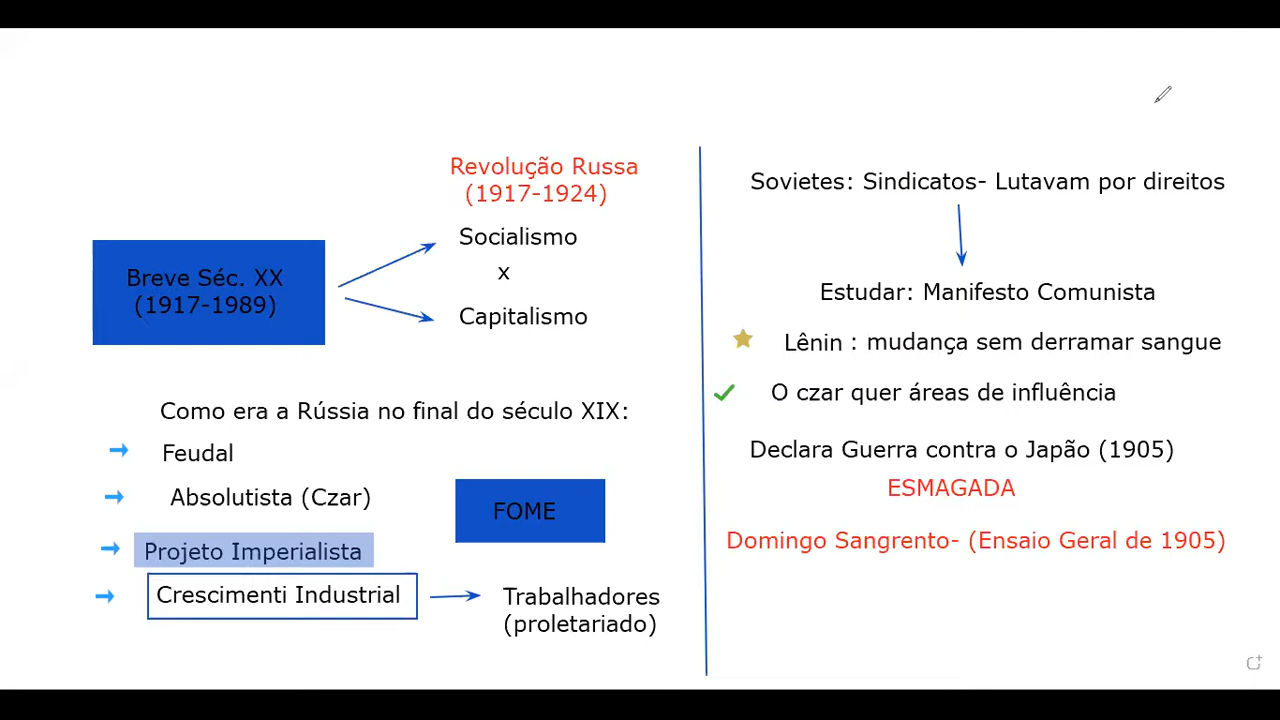 Revolução Russa
(1917-1924)
Breve Séc. XX
(1917-1989)
Socialismo
x
Capitalismo
Como era a Rússia no final do século XIX:
Feudal
Absolutista (Czar)
FOME
Projeto Imperialista
Crescimenti Industrial
Trabalhadores
(proletariado)
Sovietes: Sindicatos- Lutavam por direitos
Estudar: Manifesto Comunista
Lênin : mudança sem derramar sangue
O czar quer áreas de influência
Declara Guerra contra o Japão (1905)
ESMAGADA
Domingo Sangrento- (Ensaio Geral de 1905)